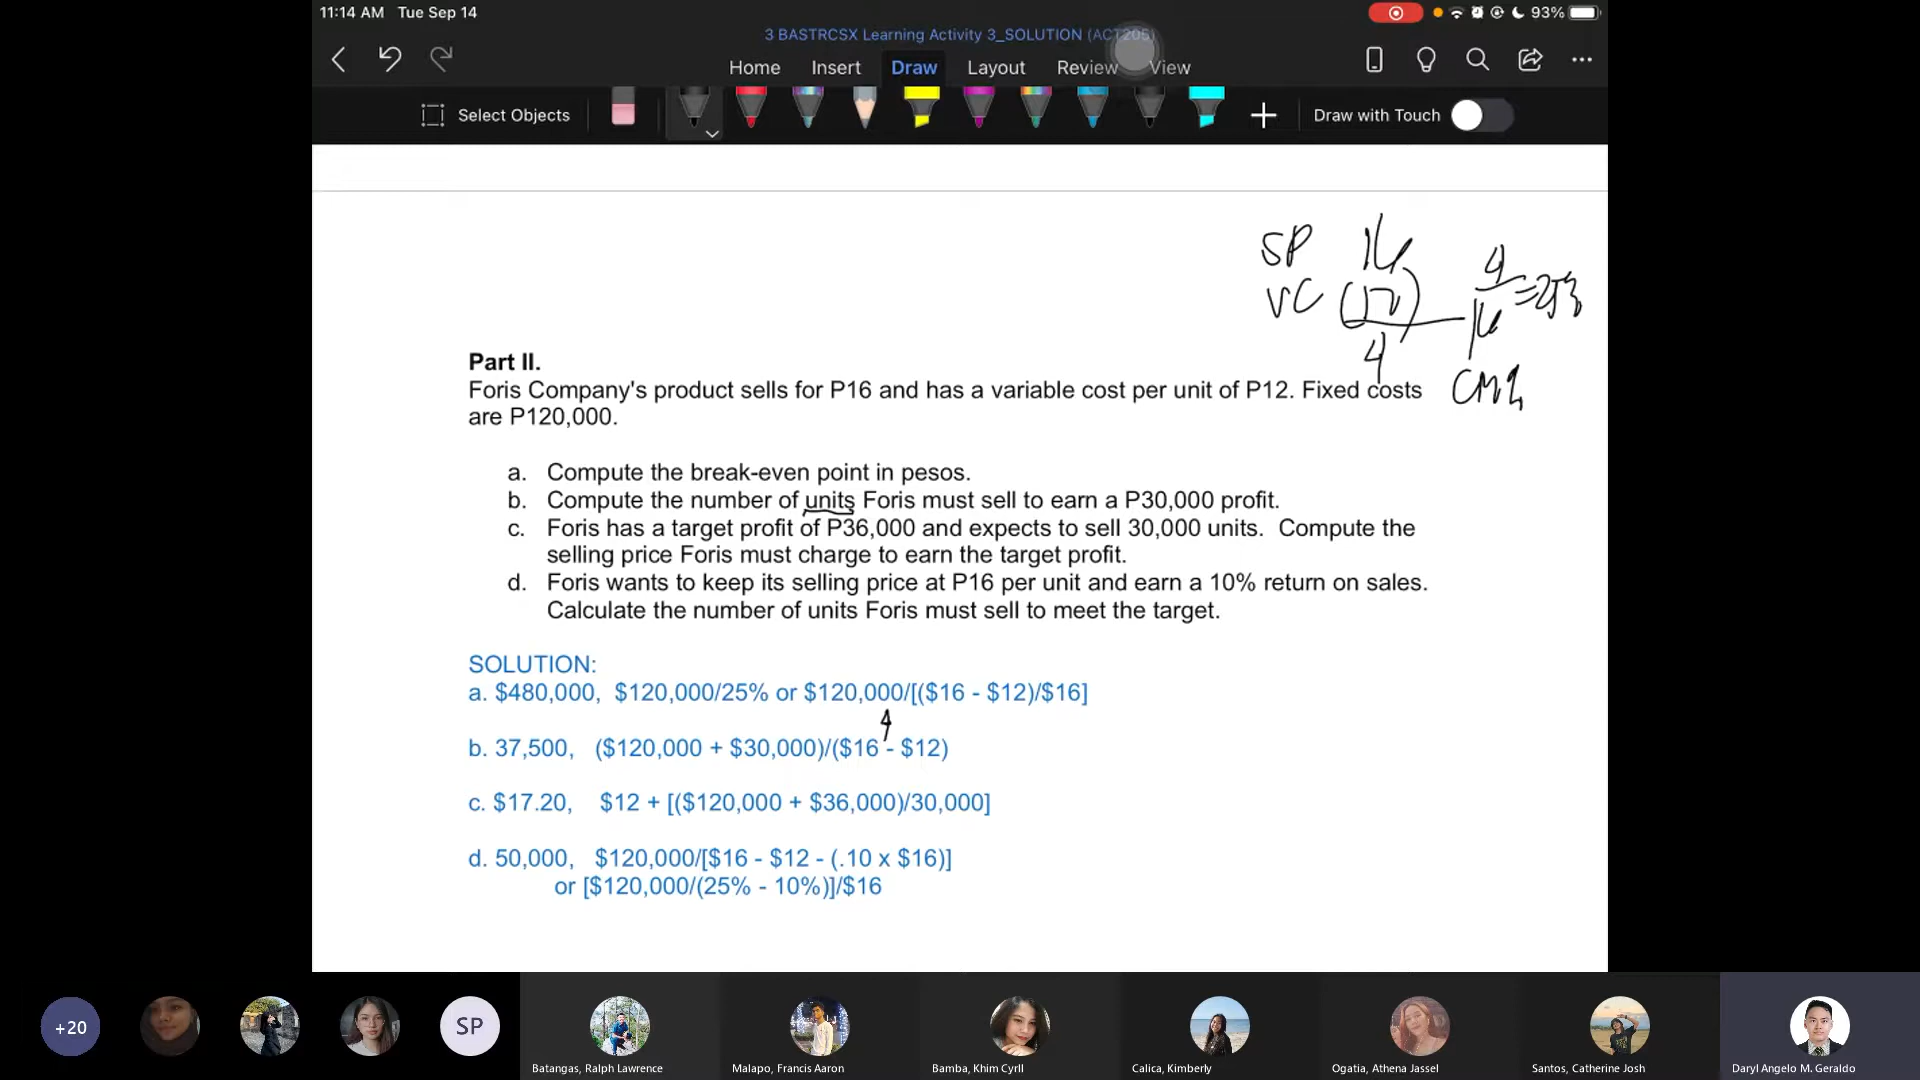 11:14 AM Tue Sep 14
93%
3 BASTRCSX Learning Activity 3_SOLUTION (ACT205)
Home Insert Draw Layout Review View
Select Objects
Draw with Touch
SP 16
VC (12)
4
4
16
=25%
CM%
Part II.
Foris Company's product sells for P16 and has a variable cost per unit of P12. Fixed costs
are P120,000.
a. Compute the break-even point in pesos.
b. Compute the number of units Foris must sell to earn a P30,000 profit.
c. Foris has a target profit of P36,000 and expects to sell 30,000 units. Compute the
selling price Foris must charge to earn the target profit.
d. Foris wants to keep its selling price at P16 per unit and earn a 10% return on sales.
Calculate the number of units Foris must sell to meet the target.
SOLUTION:
a. $480,000, $120,000/25% or $120,000/[($16 - $12)/$16]
4
b. 37,500, ($120,000 + $30,000)/($16 - $12)
c. $17.20, $12 + [($120,000 + $36,000)/30,000]
d. 50,000, $120,000/[$16 - $12 - (.10 x $16)]
or [$120,000/(25% - 10%)]/$16
+20
SP
Batangas, Ralph Lawrence
Malapo, Francis Aaron
Bamba, Khim Cyrll
Calica, Kimberly
Ogatia, Athena Jassel
Santos, Catherine Josh
Daryl Angelo M. Geraldo